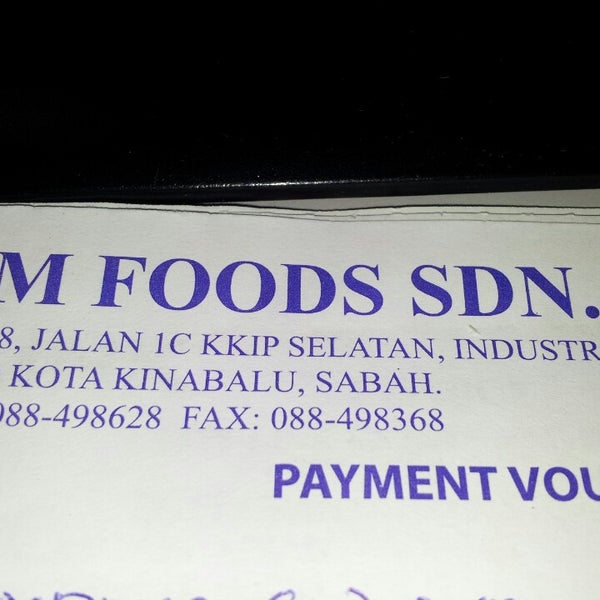 M FOODS SDN.
8, JALAN 1C KKIP SELATAN, INDUSTR
KOTA KINABALU, SABAH.
088-498628 FAX: 088-498368
PAYMENT VOU